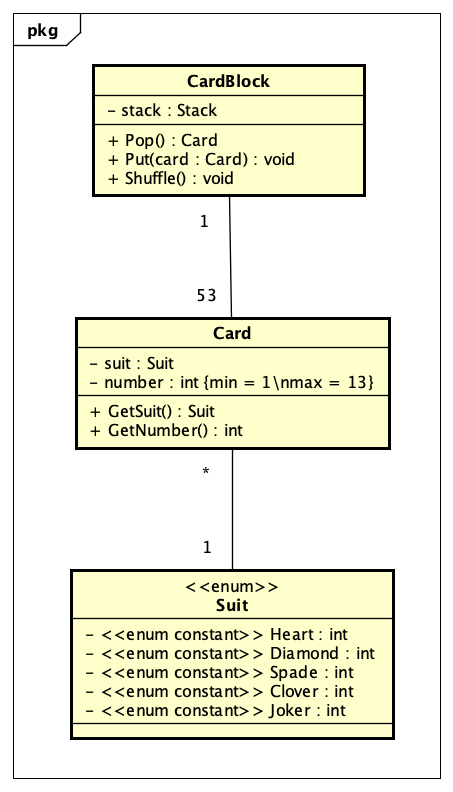 pkg
CardBlock
- stack : Stack
+ Pop() : Card
+ Put(card : Card) : void
+ Shuffle() : void
1
53
Card
- suit : Suit
- number : int {min = 1\nmax = 13}
+ GetSuit() : Suit
+ GetNumber() : int
*
1
<<enum>>
Suit
- <<enum constant>> Heart : int
- <<enum constant>> Diamond : int
- <<enum constant>> Spade : int
- <<enum constant>> Clover : int
- <<enum constant>> Joker : int